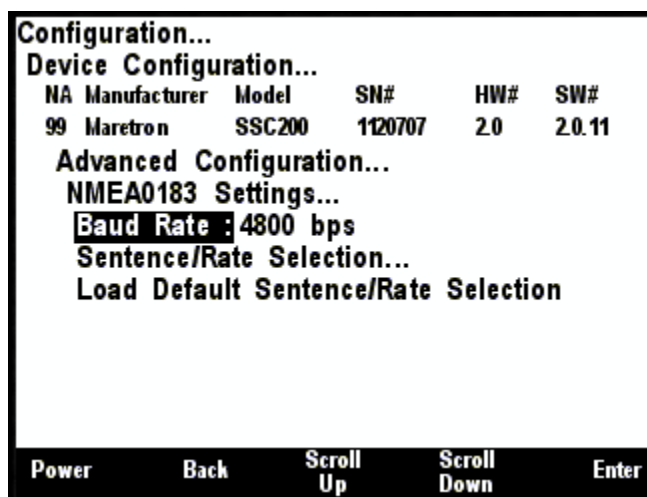 Configuration...
Device Configuration...
NA Manufacturer Model SN# HW# SW#
99 Maretron SSC200 1120707 2.0 2.0.11
Advanced Configuration...
NMEA0183 Settings...
Baud Rate : 4800 bps
Sentence/Rate Selection...
Load Default Sentence/Rate Selection
Power Back Scroll Up Scroll Down Enter